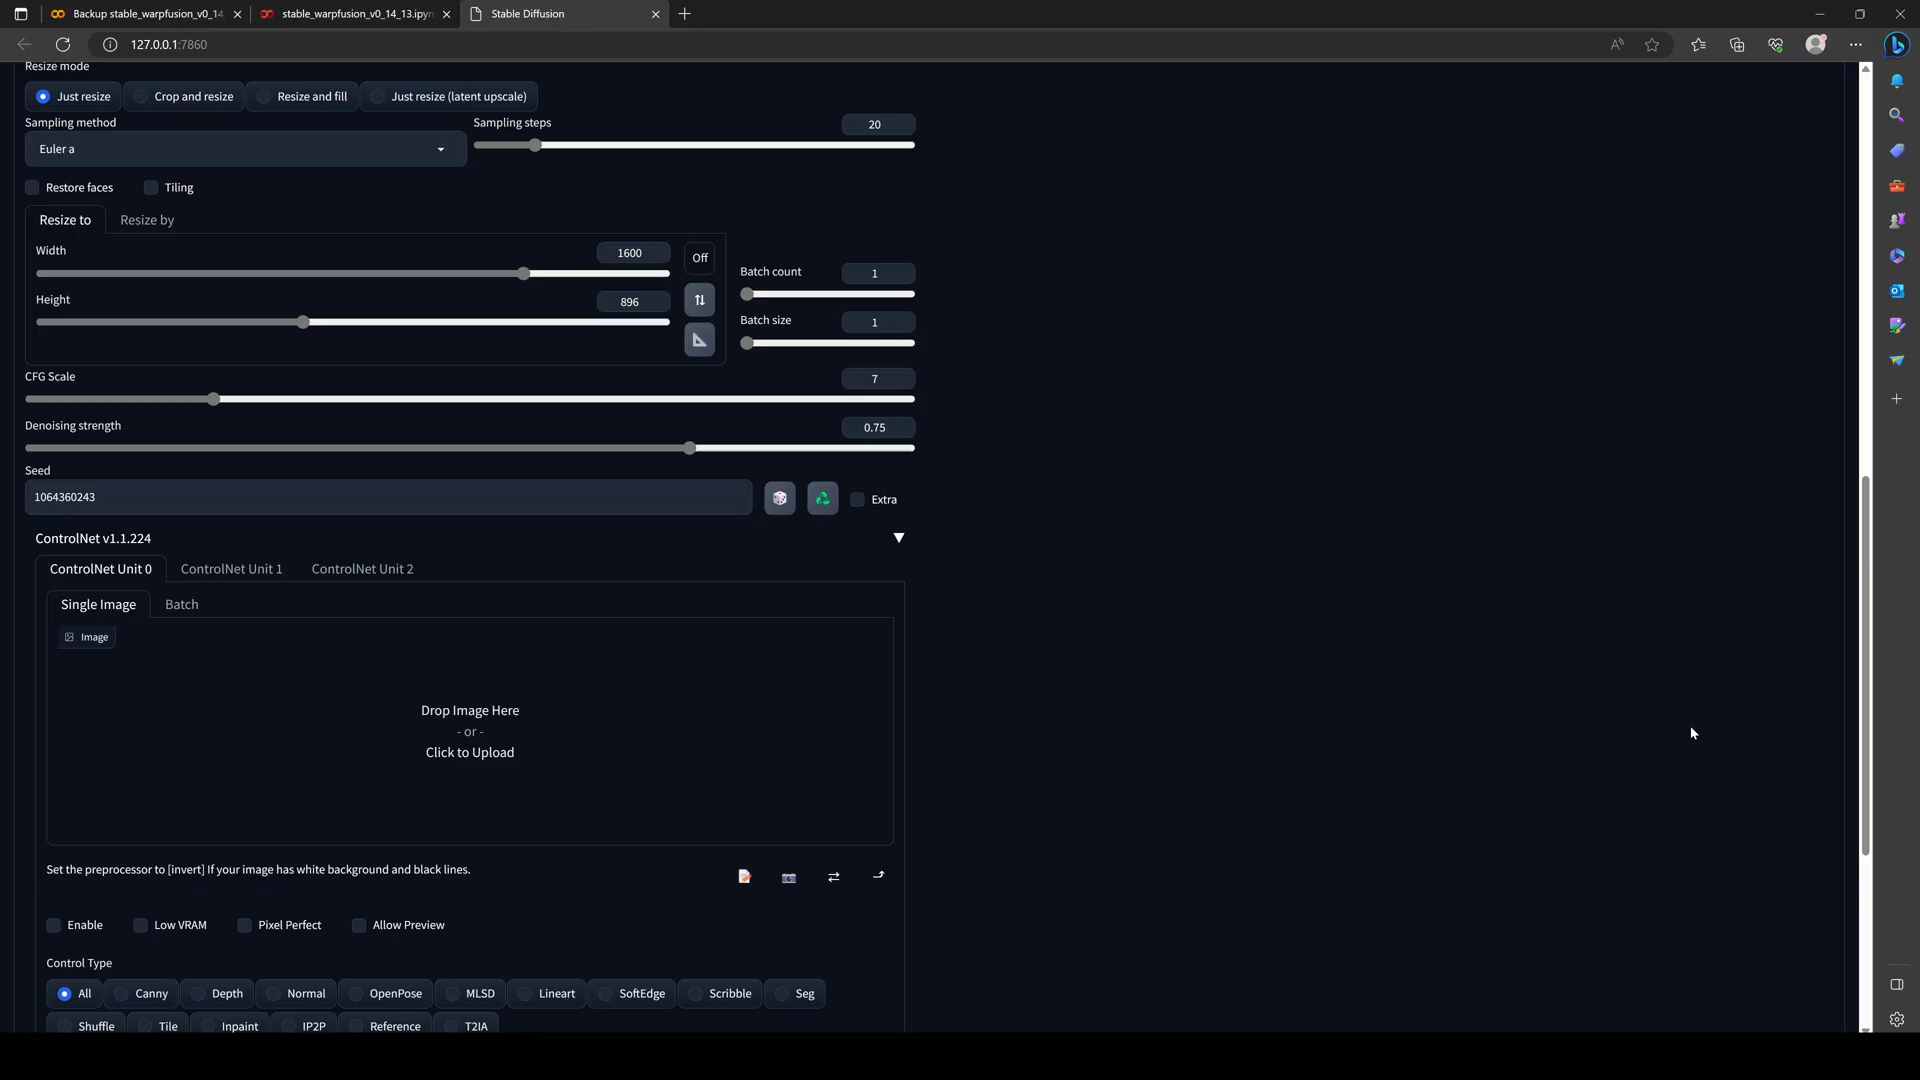 Backup stable_warpfusion_v0_14
stable_warpfusion_v0_14_13.ipyn
Stable Diffusion
127.0.0.1:7860
Resize mode
Just resize
Crop and resize
Resize and fill
Just resize (latent upscale)
Sampling method
Sampling steps
20
Euler a
Restore faces
Tiling
Resize to
Resize by
Width
1600
Off
Height
896
Batch count
1
Batch size
1
CFG Scale
7
Denoising strength
0.75
Seed
1064360243
Extra
ControlNet v1.1.224
ControlNet Unit 0
ControlNet Unit 1
ControlNet Unit 2
Single Image
Batch
Image
Drop Image Here
- or -
Click to Upload
Set the preprocessor to [invert] If your image has white background and black lines.
Enable
Low VRAM
Pixel Perfect
Allow Preview
Control Type
All
Canny
Depth
Normal
OpenPose
MLSD
Lineart
SoftEdge
Scribble
Seg
Shuffle
Tile
Inpaint
IP2P
Reference
T2IA